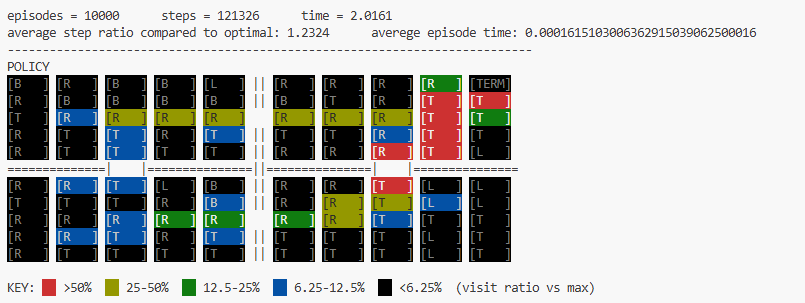 episodes = 10000 steps = 121326 time = 2.0161
average step ratio compared to optimal: 1.2324 averege episode time: 0.0001615103006362915039062500016
--------------------------------------------------------------------------
POLICY
[B ] [R ] [B ] [B ] [L ] || [R ] [R ] [R ] [R ] [TERM]
[R ] [B ] [B ] [B ] [B ] || [B ] [T ] [R ] [T ] [T ]
[T ] [R ] [R ] [R ] [R ] [R ] [R ] [R ] [T ] [T ]
[R ] [R ] [T ] [R ] [T ] || [R ] [T ] [R ] [T ] [T ]
[R ] [T ] [T ] [R ] [R ] || [R ] [R ] [R ] [T ] [L ]
==============| |===============||===============| |===============
[R ] [R ] [T ] [L ] [B ] || [R ] [R ] [T ] [L ] [L ]
[T ] [T ] [T ] [R ] [B ] || [R ] [R ] [T ] [L ] [L ]
[R ] [R ] [R ] [R ] [R ] [R ] [R ] [T ] [T ] [L ]
[R ] [R ] [T ] [R ] [T ] || [T ] [T ] [T ] [L ] [T ]
[R ] [T ] [T ] [T ] [T ] || [T ] [T ] [T ] [L ] [T ]
KEY: >50% 25-50% 12.5-25% 6.25-12.5% <6.25% (visit ratio vs max)